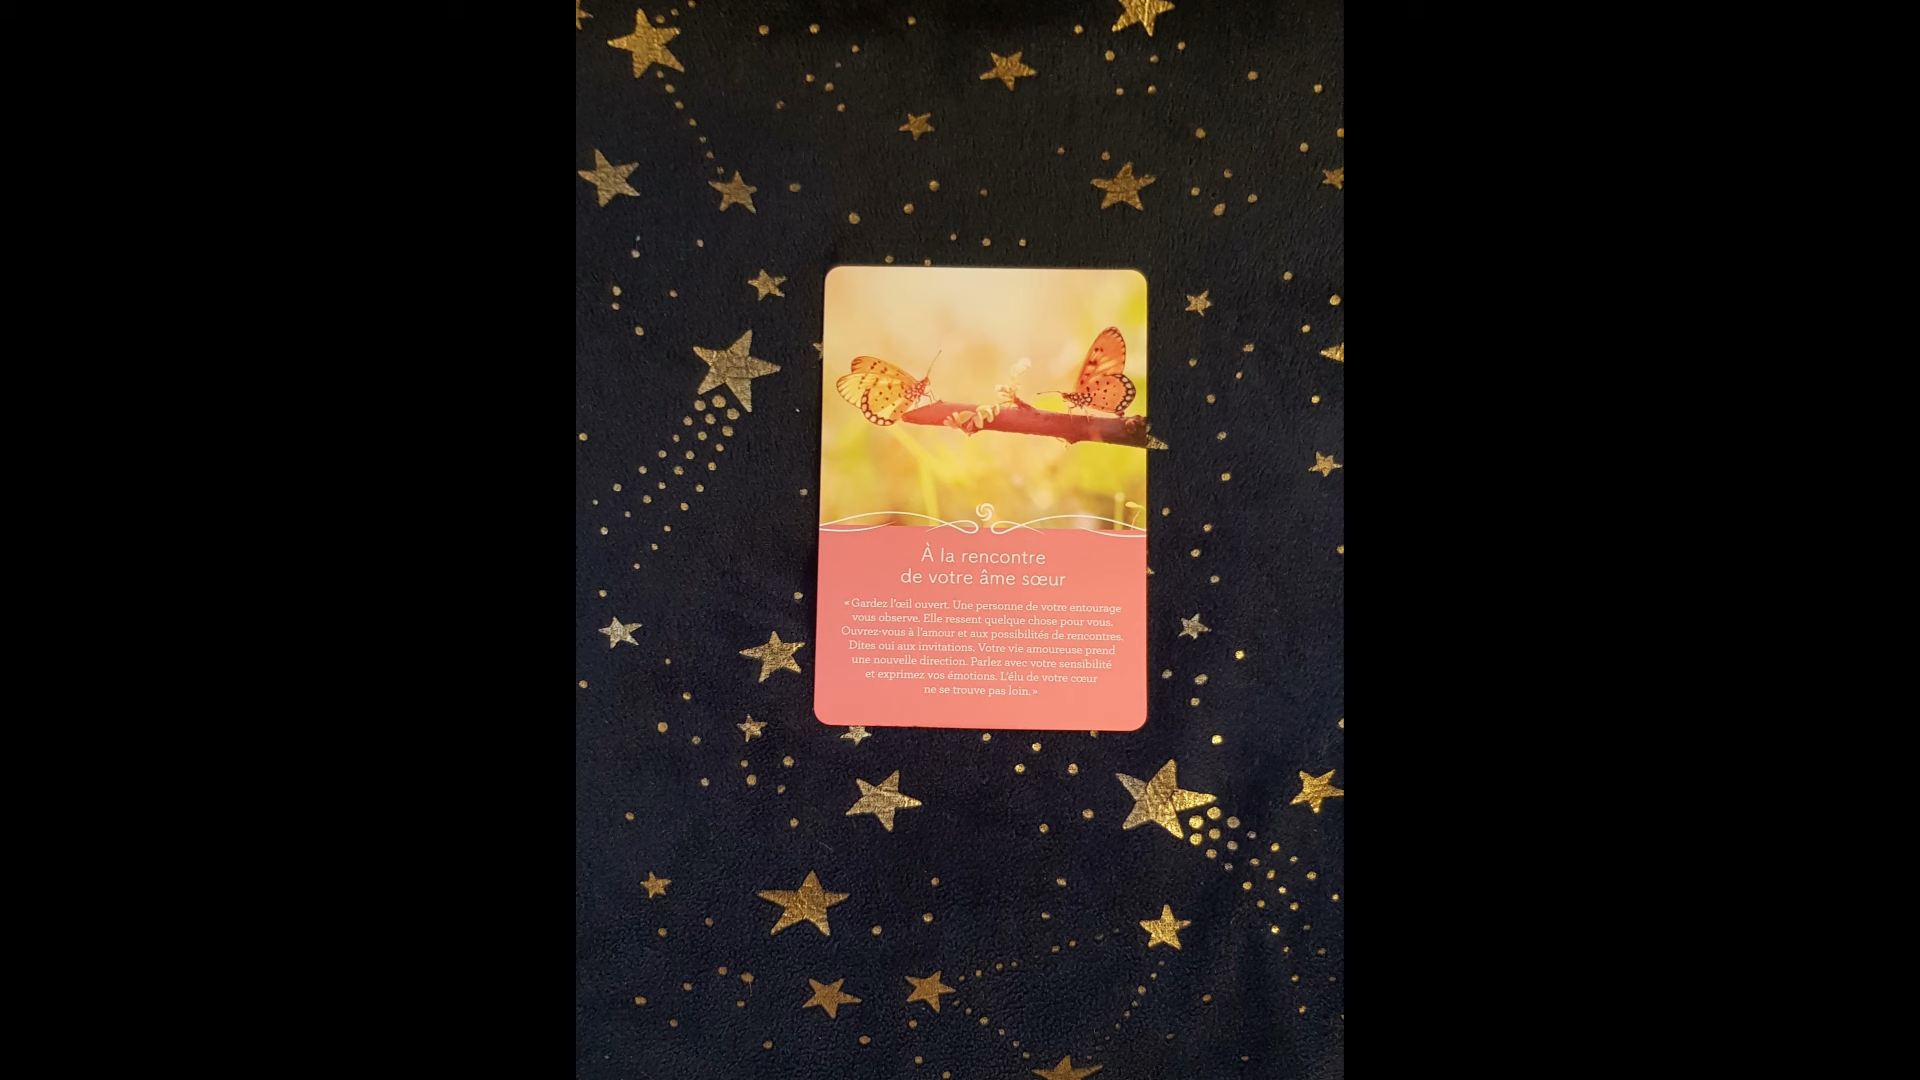 À la rencontre
de votre âme sœur
«Gardez l'œil ouvert. Une personne de votre entourage
vous observe. Elle ressent quelque chose pour vous.
Ouvrez-vous à l'amour et aux possibilités de rencontres.
Dites oui aux invitations. Votre vie amoureuse prend
une nouvelle direction. Parlez avec votre sensibilité
et exprimez vos émotions. L'élu de votre cœur
ne se trouve pas loin.»